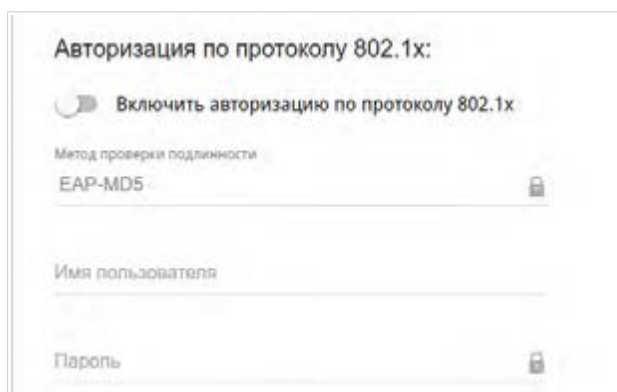 Авторизация по протоколу 802.1x:
Включить авторизацию по протоколу 802.1x
Метод проверки подлинности
EAP-MD5
Имя пользователя
Пароль